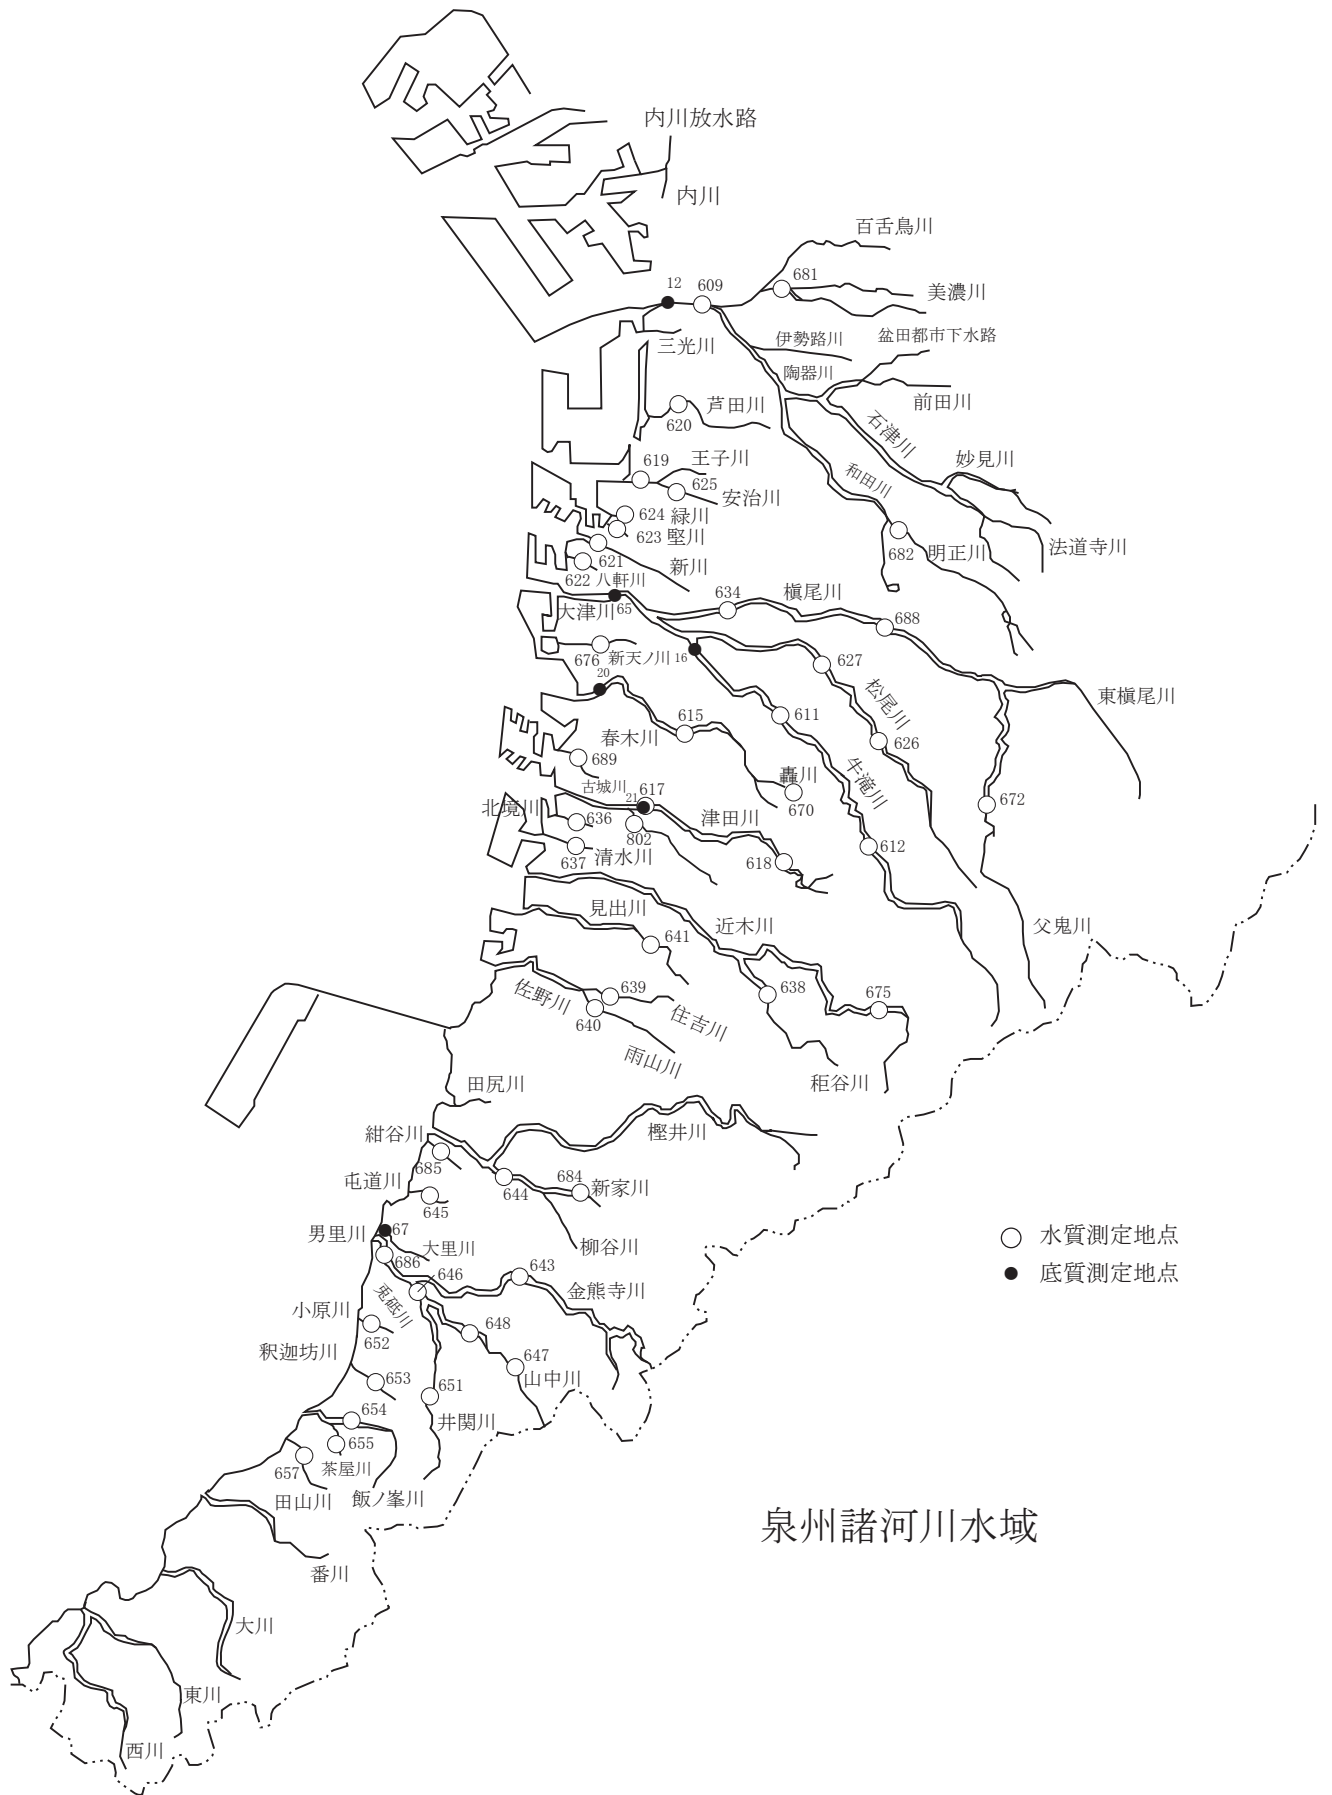 内川放水路
内川
百舌鳥川
12
609
681
美濃川
三光川
伊勢路川
盆田都市下水路
陶器川
前田川
芦田川
620
石津川
妙見川
619
王子川
625
安治川
和田川
624
緑川
623
堅川
682
明正川
法道寺川
621
新川
622
八軒川
大津川
65
634
槇尾川
688
676
新天ノ川
16
627
松尾川
東槇尾川
20
615
611
626
春木川
689
轟川
670
牛滝川
672
古城川
617
21
北境川
636
802
津田川
637
清水川
618
612
見出川
近木川
父鬼川
641
佐野川
639
640
住吉川
638
675
雨山川
秬谷川
田尻川
紺谷川
685
樫井川
屯道川
645
644
684
新家川
男里川
67
大里川
柳谷川
水質測定地点
686
646
643
底質測定地点
金熊寺川
兎砥川
小原川
652
648
釈迦坊川
653
647
山中川
651
654
井関川
655
657
茶屋川
田山川
飯ノ峯川
泉州諸河川水域
番川
大川
東川
西川